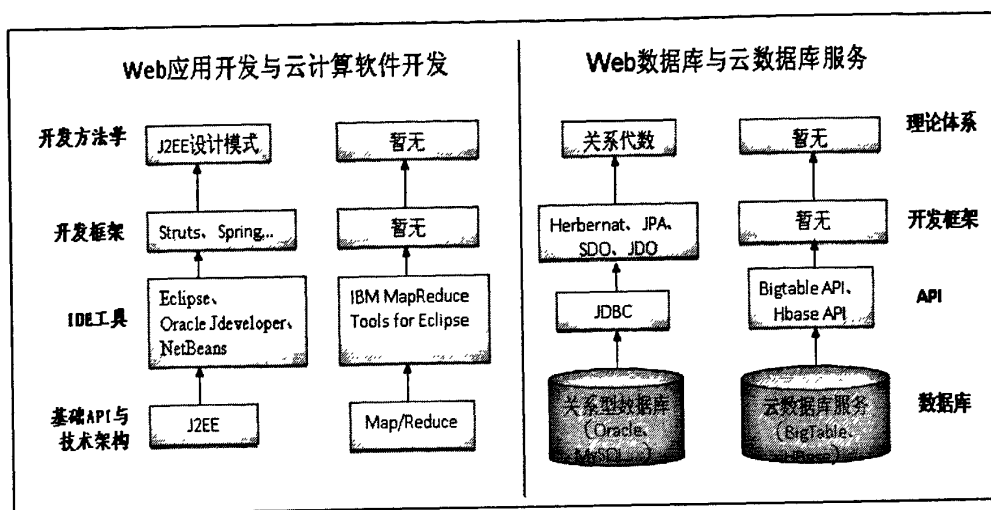 Web应用开发与云计算软件开发
开发方法学
J2EE设计模式
暂无
开发框架
Struts、Spring...
暂无
IDE工具
Eclipse、
Oracle Jdeveloper、
NetBeans
IBM MapReduce
Tools for Eclipse
基础API与
技术架构
J2EE
Map/Reduce
Web数据库与云数据库服务
关系代数
暂无
理论体系
Herbernat、JPA、
SDO、JDO
暂无
开发框架
JDBC
Bigtable API、
Hbase API
API
关系型数据库
（Oracle、
MySQL...）
云数据库服务
（BigTable、
HBase）
数据库